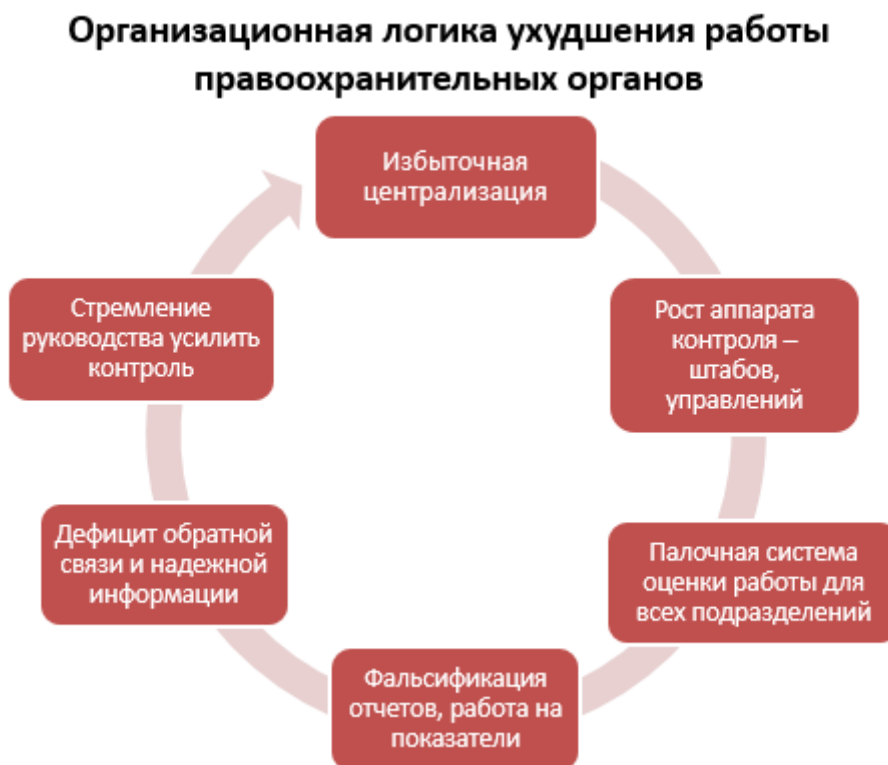 Организационная логика ухудшения работы
правоохранительных органов
Избыточная
централизация
Рост аппарата
контроля –
штабов,
управлений
Палочная система
оценки работы для
всех подразделений
Фальсификация
отчетов, работа на
показатели
Дефицит обратной
связи и надежной
информации
Стремление
руководства усилить
контроль